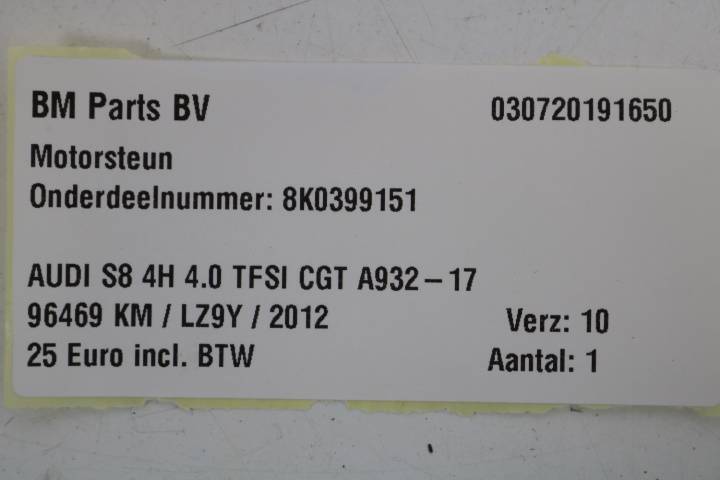 BM Parts BV 030720191650
Motorsteun
Onderdeelnummer: 8K0399151
AUDI S8 4H 4.0 TFSI CGT A932-17
96469 KM / LZ9Y / 2012 Verz: 10
25 Euro incl. BTW Aantal: 1